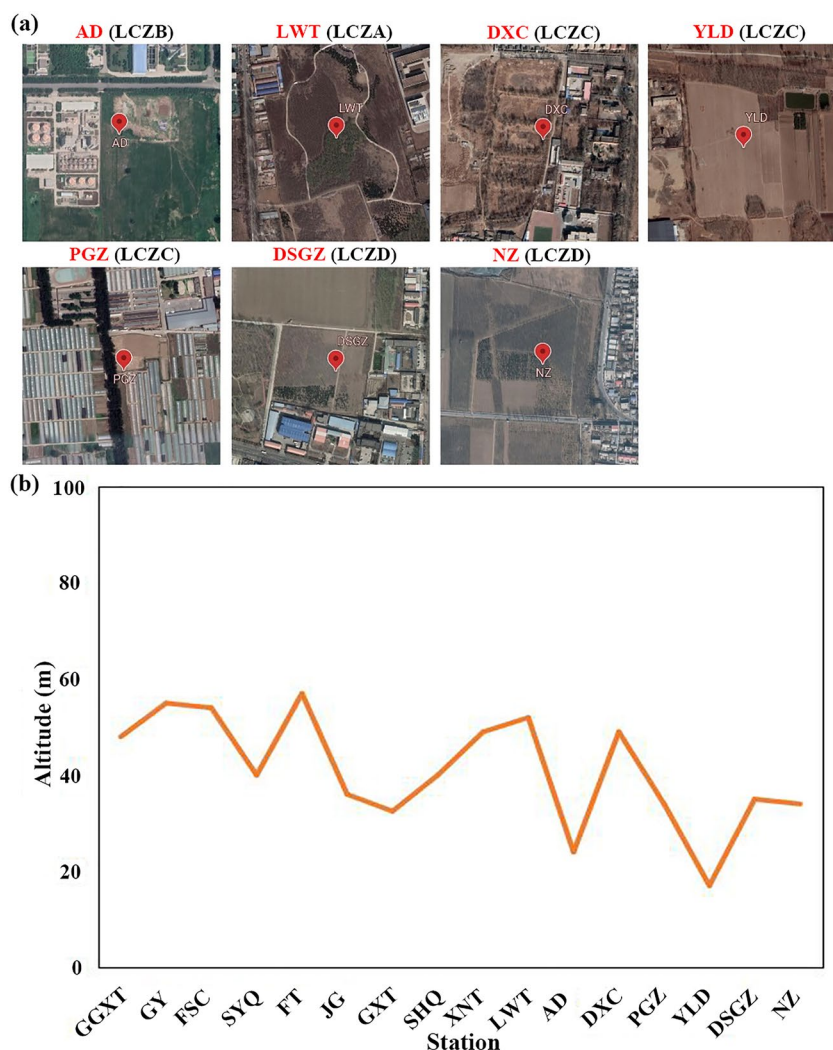 (a)
AD (LCZB) LWT (LCZA) DXC (LCZC) YLD (LCZC)
AD LWT DXC YLD
PGZ (LCZC) DSGZ (LCZD) NZ (LCZD)
PGZ DSGZ NZ
(b)
100
80
60
40
20
0
Altitude (m)
GGXT GY FSC SYQ FT JG GXT SHQ XNT LWT AD DXC PGZ YLD DSGZ NZ
Station